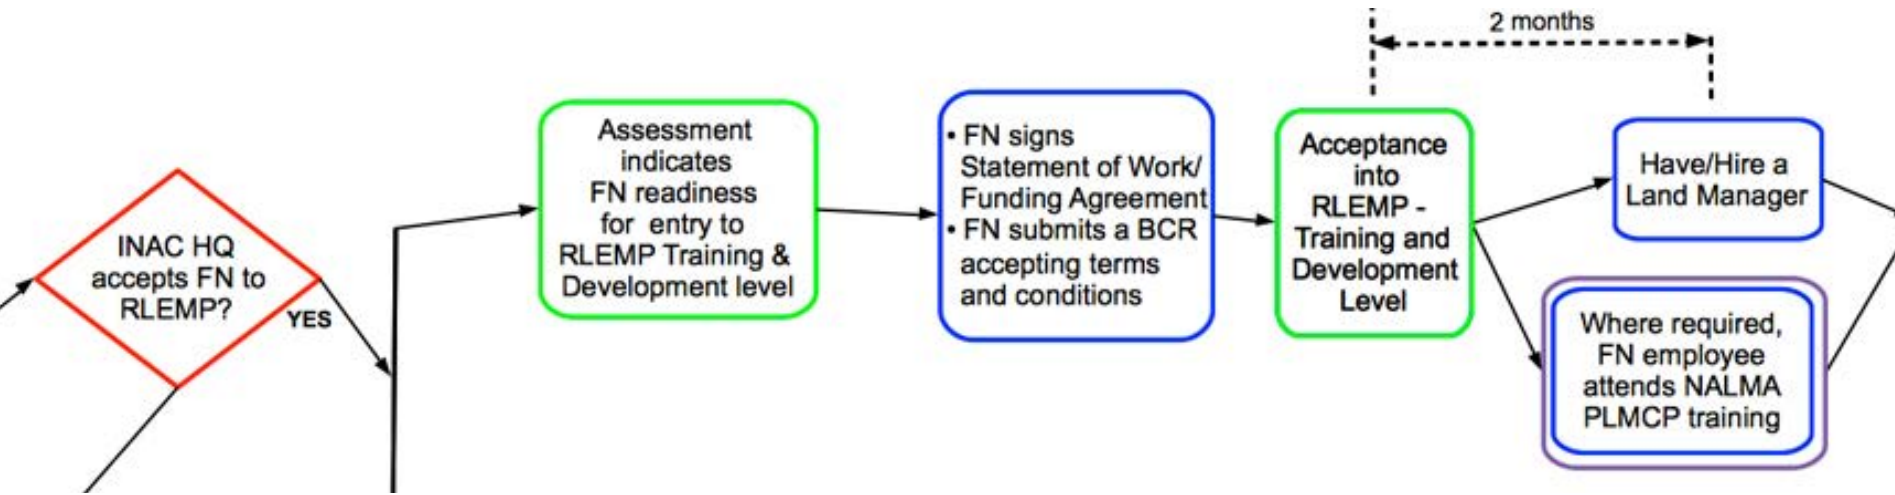 2 months
INAC HQ
accepts FN to
RLEMP?
YES
Assessment
indicates
FN readiness
for entry to
RLEMP Training &
Development level
• FN signs
Statement of Work/
Funding Agreement
• FN submits a BCR
accepting terms
and conditions
Acceptance
into
RLEMP -
Training and
Development
Level
Have/Hire a
Land Manager
Where required,
FN employee
attends NALMA
PLMCP training